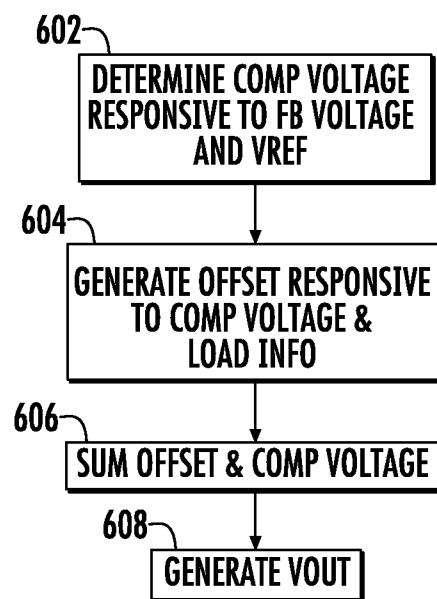 602
DETERMINE COMP VOLTAGE
RESPONSIVE TO FB VOLTAGE
AND VREF
604
GENERATE OFFSET RESPONSIVE
TO COMP VOLTAGE &
LOAD INFO
606
SUM OFFSET & COMP VOLTAGE
608
GENERATE VOUT